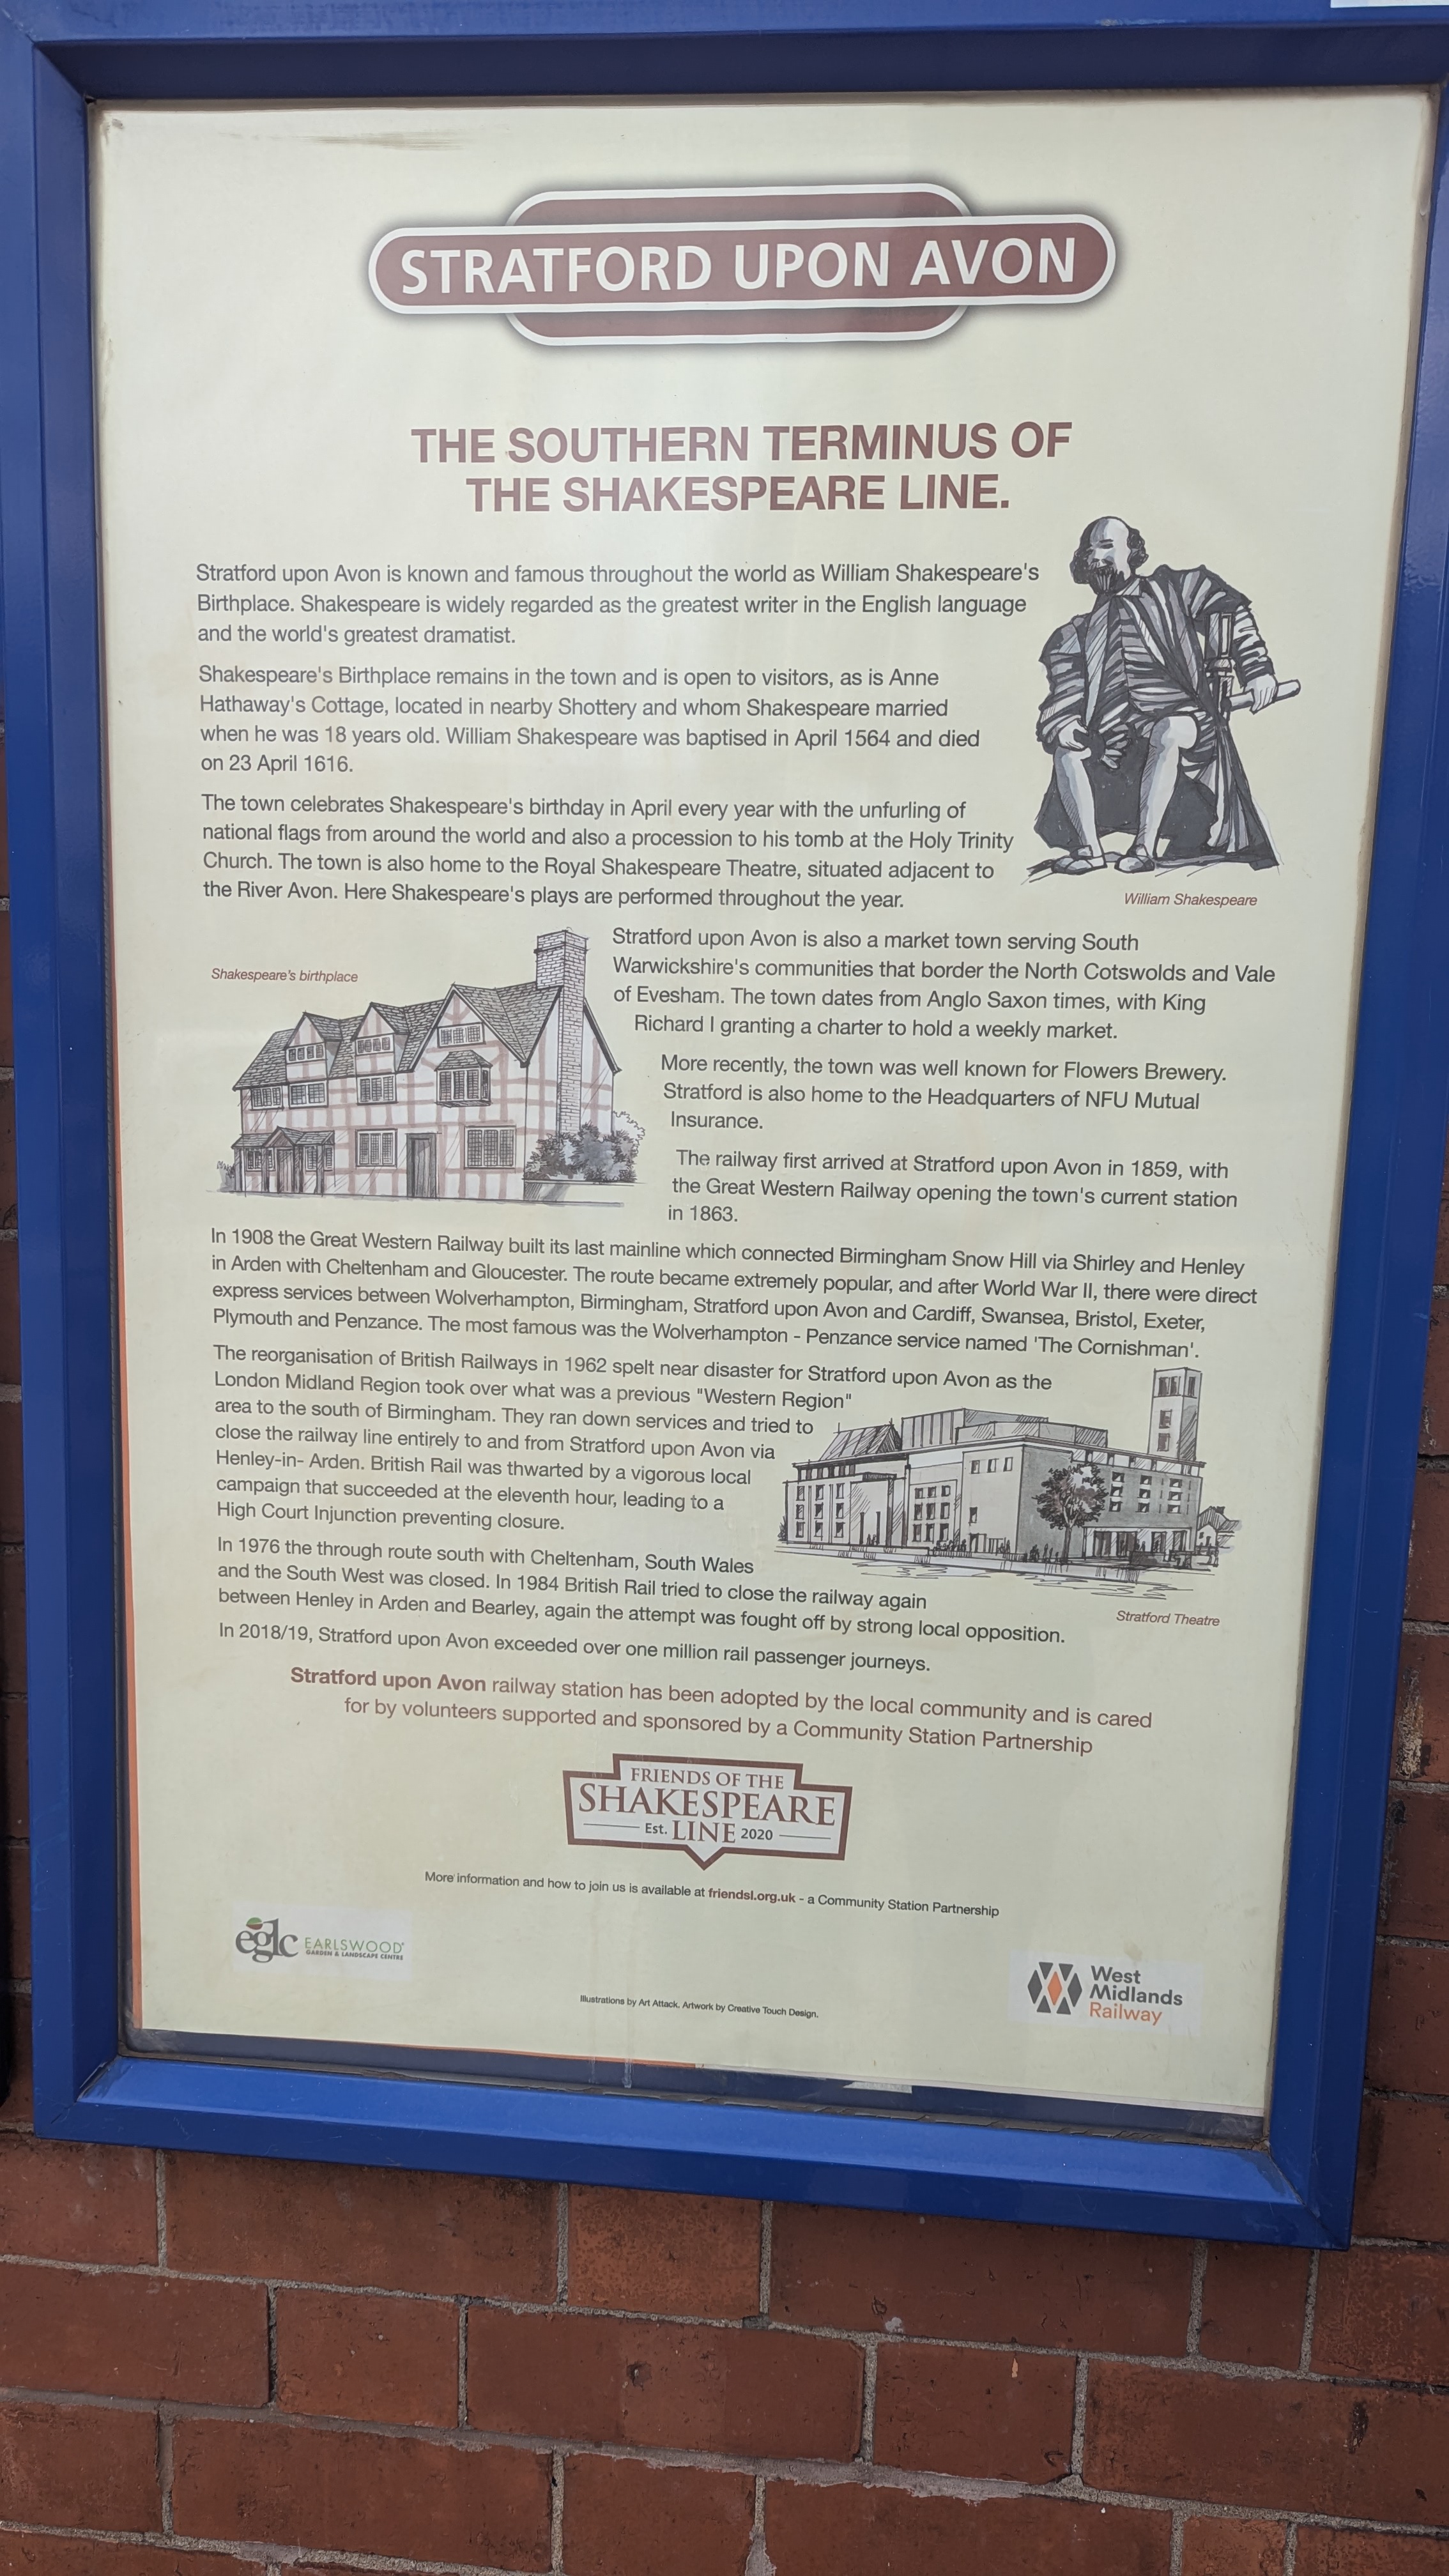 STRATFORD UPON AVON
THE SOUTHERN TERMINUS OF
THE SHAKESPEARE LINE.
Stratford upon Avon is known and famous throughout the world as William Shakespeare's
Birthplace. Shakespeare is widely regarded as the greatest writer in the English language
and the world's greatest dramatist.
Shakespeare's Birthplace remains in the town and is open to visitors, as is Anne
Hathaway's Cottage, located in nearby Shottery and whom Shakespeare married
when he was 18 years old. William Shakespeare was baptised in April 1564 and died
on 23 April 1616.
The town celebrates Shakespeare's birthday in April every year with the unfurling of
national flags from around the world and also a procession to his tomb at the Holy Trinity
Church. The town is also home to the Royal Shakespeare Theatre, situated adjacent to
the River Avon. Here Shakespeare's plays are performed throughout the year.
William Shakespeare
Shakespeare's birthplace
Stratford upon Avon is also a market town serving South
Warwickshire's communities that border the North Cotswolds and Vale
of Evesham. The town dates from Anglo Saxon times, with King
Richard I granting a charter to hold a weekly market.
More recently, the town was well known for Flowers Brewery.
Stratford is also home to the Headquarters of NFU Mutual
Insurance.
The railway first arrived at Stratford upon Avon in 1859, with
the Great Western Railway opening the town's current station
in 1863.
In 1908 the Great Western Railway built its last mainline which connected Birmingham Snow Hill via Shirley and Henley
in Arden with Cheltenham and Gloucester. The route became extremely popular, and after World War II, there were direct
express services between Wolverhampton, Birmingham, Stratford upon Avon and Cardiff, Swansea, Bristol, Exeter,
Plymouth and Penzance. The most famous was the Wolverhampton - Penzance service named 'The Cornishman'.
The reorganisation of British Railways in 1962 spelt near disaster for Stratford upon Avon as the
London Midland Region took over what was a previous "Western Region"
area to the south of Birmingham. They ran down services and tried to
close the railway line entirely to and from Stratford upon Avon via
Henley-in- Arden. British Rail was thwarted by a vigorous local
campaign that succeeded at the eleventh hour, leading to a
High Court Injunction preventing closure.
In 1976 the through route south with Cheltenham, South Wales
and the South West was closed. In 1984 British Rail tried to close the railway again
between Henley in Arden and Bearley, again the attempt was fought off by strong local opposition.
Stratford Theatre
In 2018/19, Stratford upon Avon exceeded over one million rail passenger journeys.
Stratford upon Avon railway station has been adopted by the local community and is cared
for by volunteers supported and sponsored by a Community Station Partnership
FRIENDS OF THE
SHAKESPEARE
Est. LINE 2020
More information and how to join us is available at friendsl.org.uk - a Community Station Partnership
eglc EARLSWOOD
GARDEN & LANDSCAPE CENTRE
West
Midlands
Railway
Illustrations by Art Attack. Artwork by Creative Touch Design.